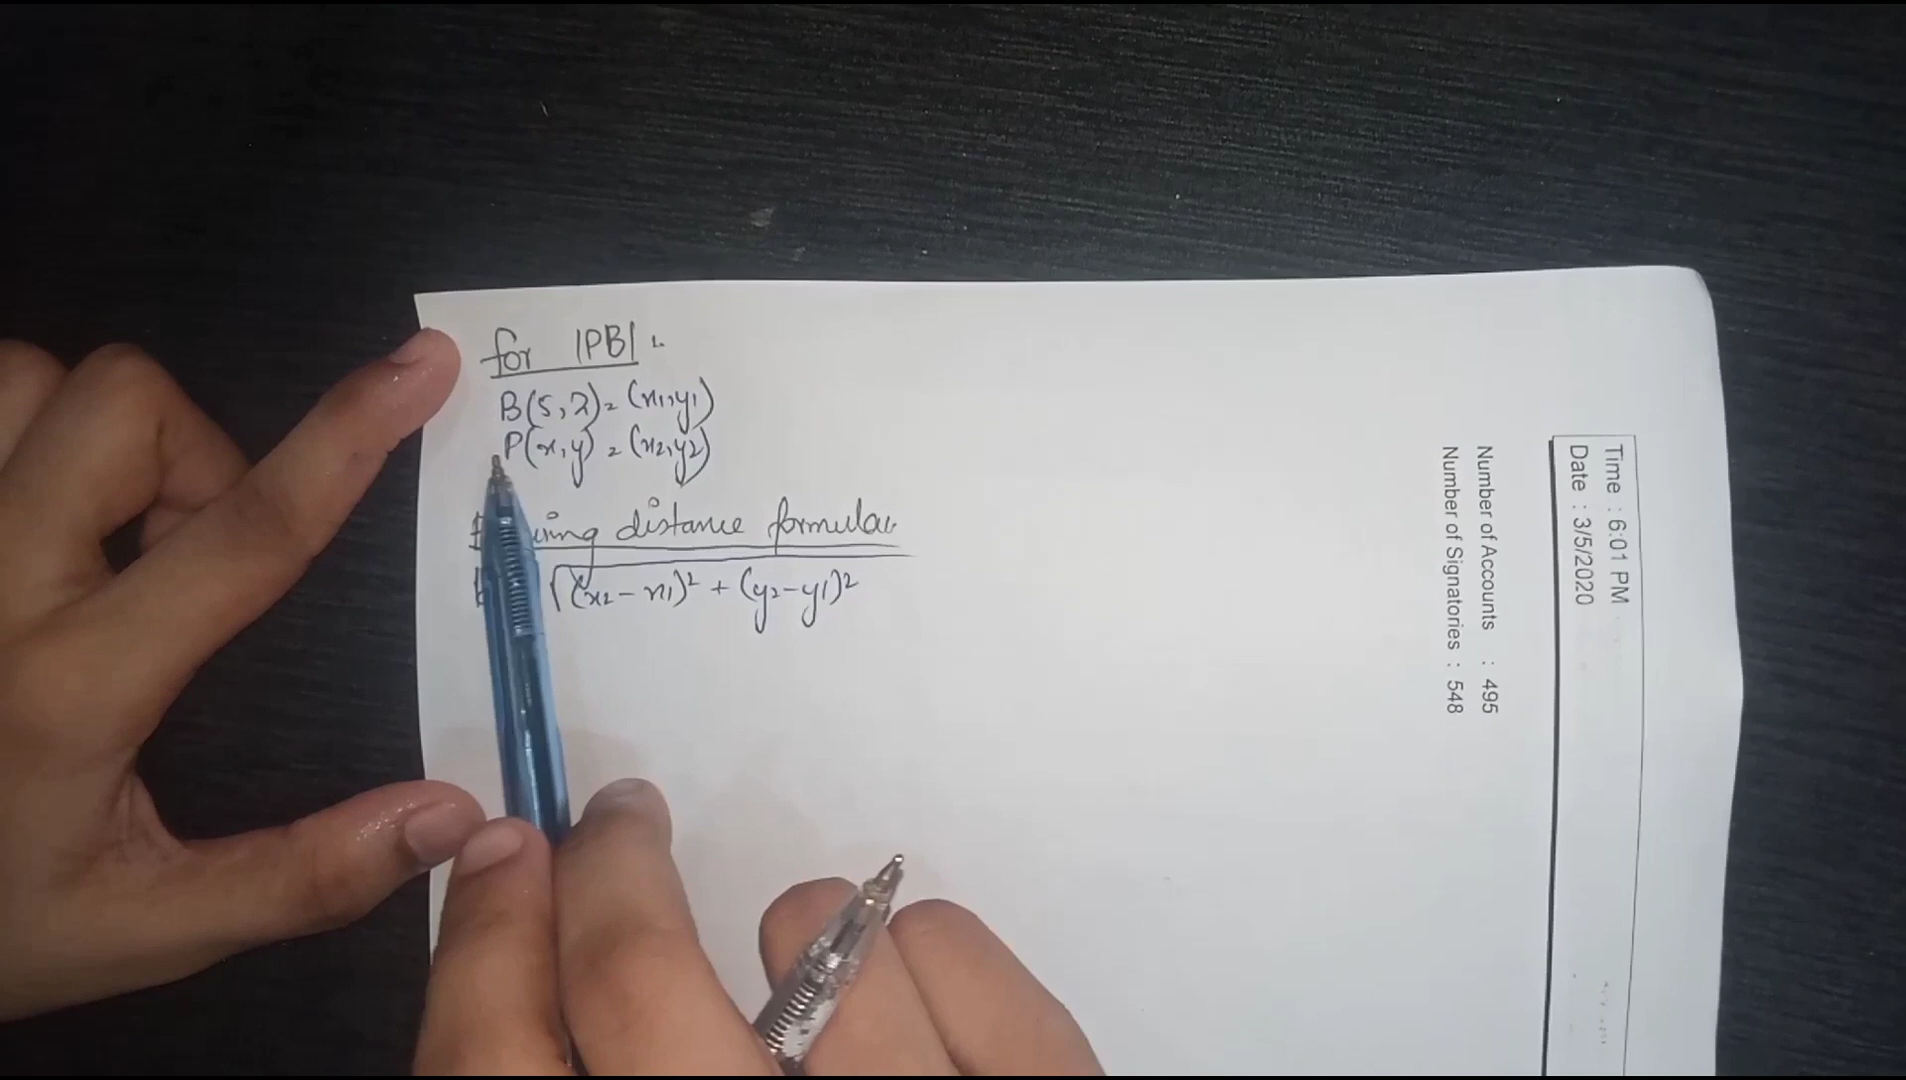 for |PB| :
B(5,2) = (x1,y1)
P(x,y) = (x2,y2)
using distance formula
√(x2-x1)² + (y2-y1)²
Time : 6:01 PM
Date : 3/5/2020
Number of Accounts : 495
Number of Signatories : 548